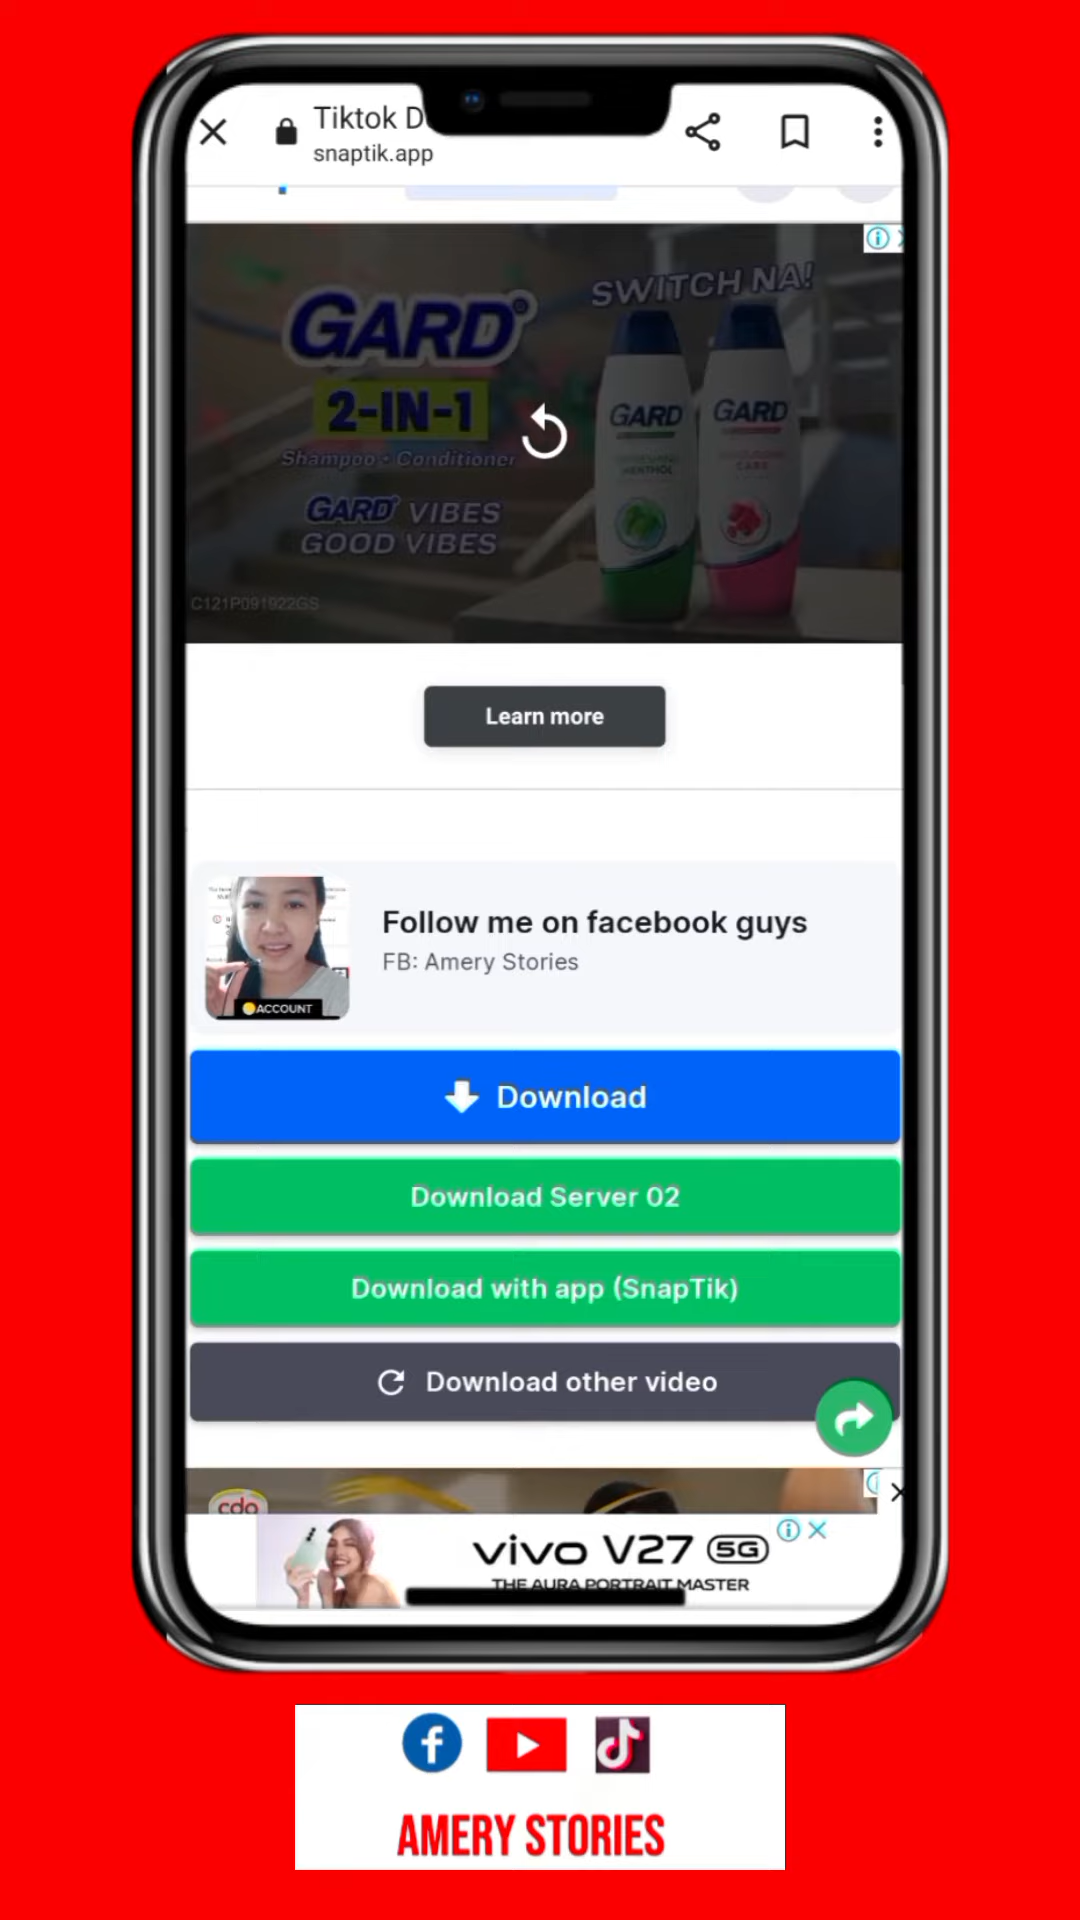 Tiktok D
snaptik.app
SWITCH NA!
GARD®
2-IN-1
Shampoo • Conditioner
GARD® VIBES
GOOD VIBES
GARD
MENTHOL
GARD
CARE
C121P091922GS
Learn more
ACCOUNT
Follow me on facebook guys
FB: Amery Stories
Download
Download Server 02
Download with app (SnapTik)
Download other video
cdo
vivo V27 5G
THE AURA PORTRAIT MASTER
AMERY STORIES